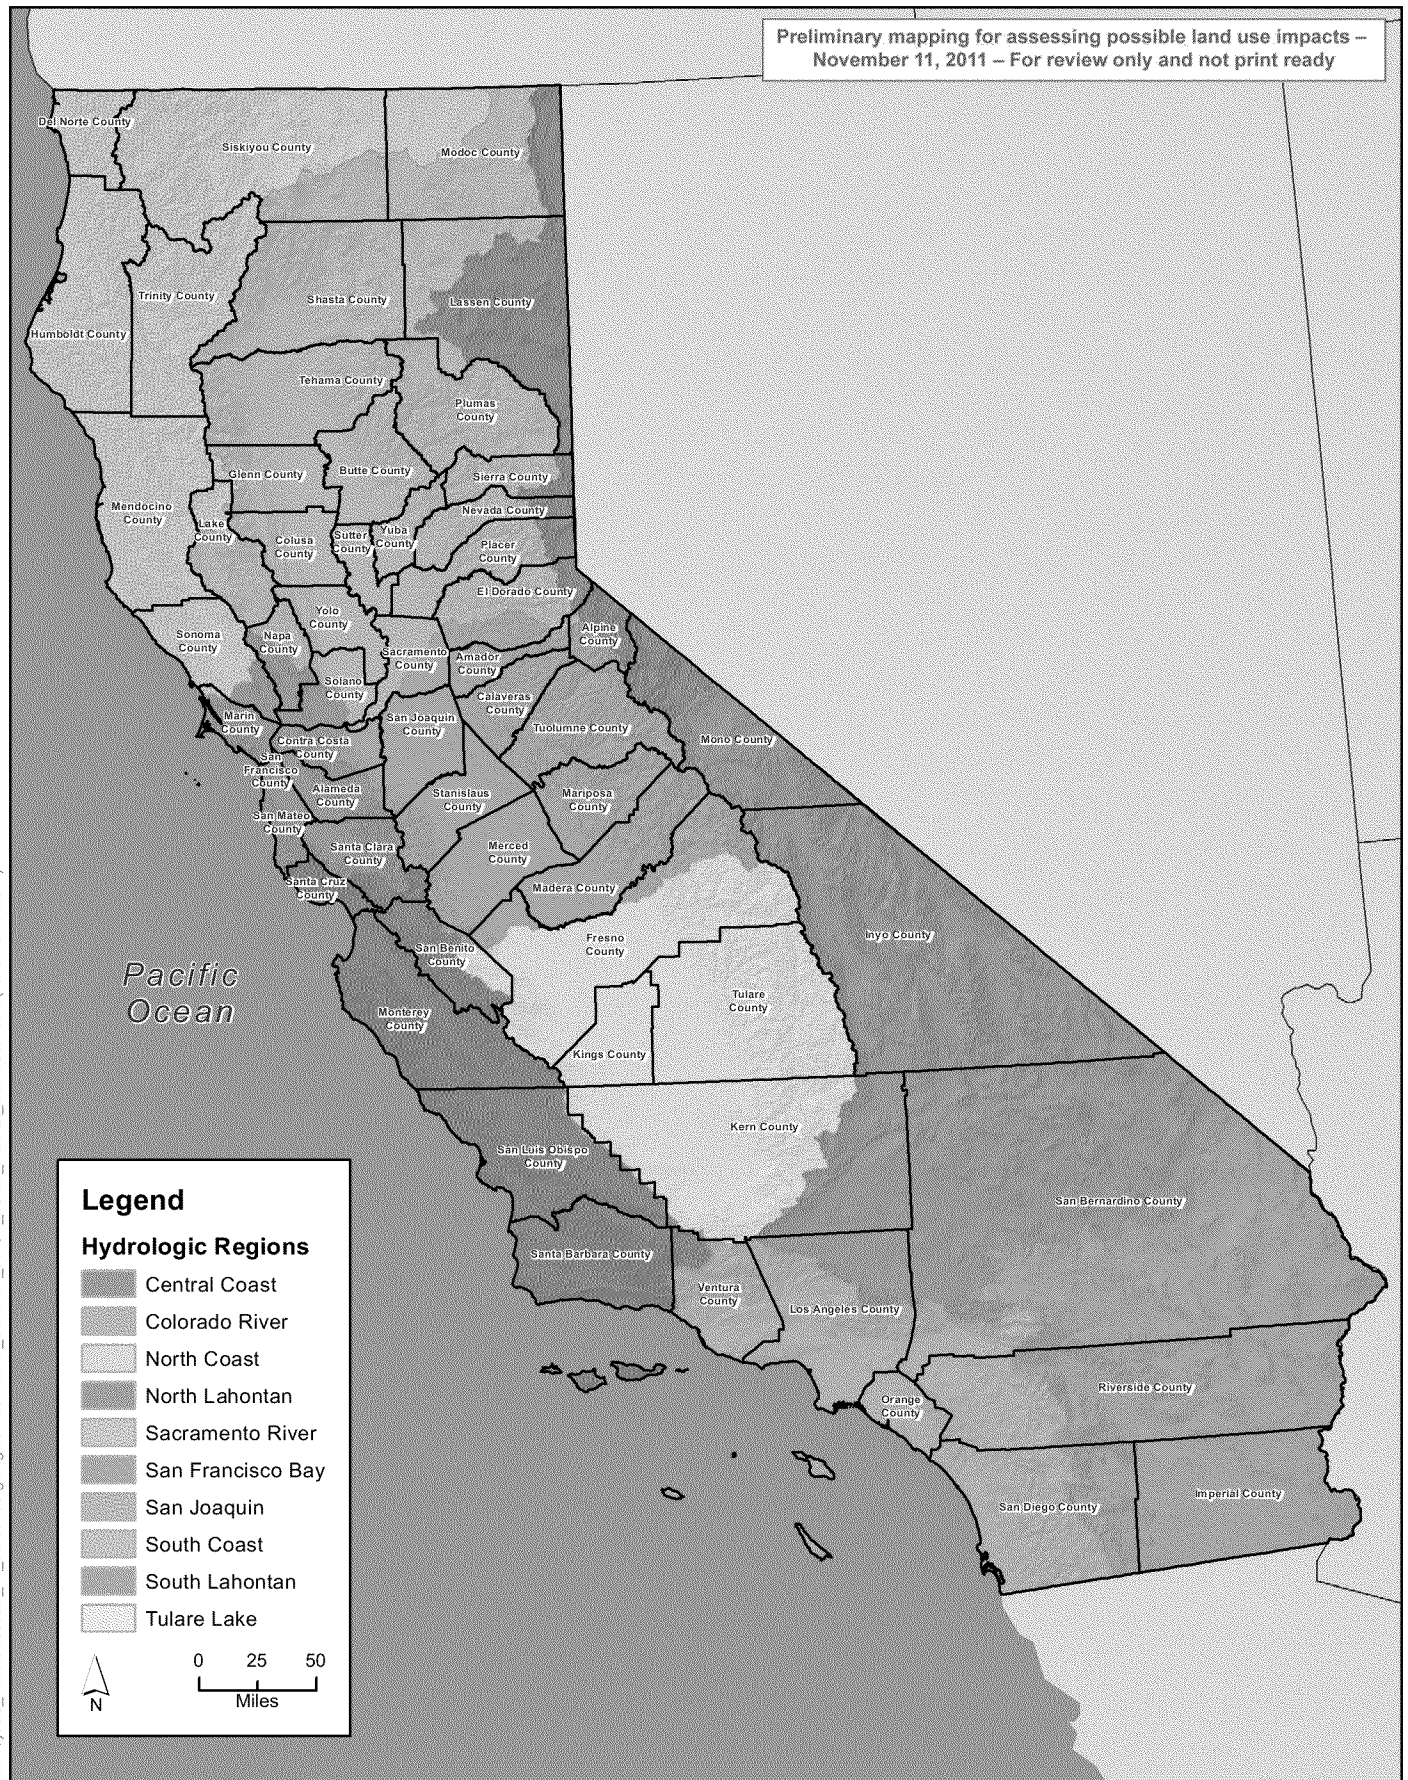 Preliminary mapping for assessing possible land use impacts –
November 11, 2011 – For review only and not print ready
Del Norte County
Siskiyou County
Modoc County
Trinity County
Shasta County
Lassen County
Humboldt County
Tehama County
Plumas
County
Glenn County
Butte County
Sierra County
Mendocino
County
Lake
County
Colusa
County
Sutter
County
Yuba
County
Nevada County
Placer
County
El Dorado County
Yolo
County
Sonoma
County
Napa
County
Alpine
County
Sacramento
County
Amador
County
Solano
County
Calaveras
County
Marin
County
San Joaquin
County
Tuolumne County
Mono County
Contra Costa
County
San
Francisco
County
Alameda
County
Stanislaus
County
Mariposa
County
San Mateo
County
Santa Clara
County
Merced
County
Santa Cruz
County
Madera County
Fresno
County
Inyo County
San Benito
County
Pacific
Ocean
Monterey
County
Tulare
County
Kings County
Kern County
San Luis Obispo
County
San Bernardino County
Santa Barbara County
Ventura
County
Los Angeles County
Orange
County
Riverside County
San Diego County
Imperial County
Legend
Hydrologic Regions
Central Coast
Colorado River
North Coast
North Lahontan
Sacramento River
San Francisco Bay
San Joaquin
South Coast
South Lahontan
Tulare Lake
N
0 25 50
Miles